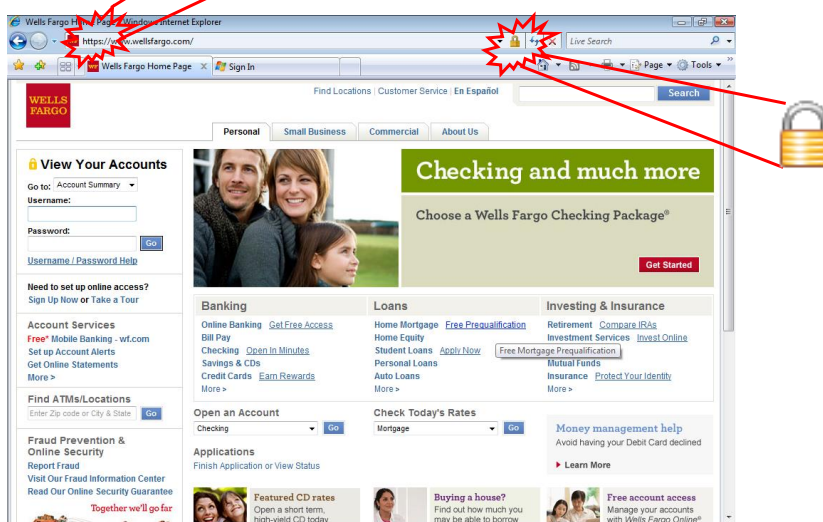 Wells Fargo H Page Windows Internet Explorer
https://www.wellsfargo.com/
Live Search
Wells Fargo Home Page
Sign In
Page
Tools
WELLS
FARGO
Find Locations | Customer Service | En Español
Search
Personal
Small Business
Commercial
About Us
View Your Accounts
Go to: Account Summary
Username:
Password:
Go
Username / Password Help
Need to set up online access?
Sign Up Now or Take a Tour
Account Services
Free* Mobile Banking - wf.com
Set up Account Alerts
Get Online Statements
More >
Find ATMs/Locations
Enter Zip code or City & State Go
Fraud Prevention &
Online Security
Report Fraud
Visit Our Fraud Information Center
Read Our Online Security Guarantee
Together we'll go far
Checking and much more
Choose a Wells Fargo Checking Package®
Get Started
Banking
Online Banking Get Free Access
Bill Pay
Checking Open In Minutes
Savings & CDs
Credit Cards Earn Rewards
More >
Loans
Home Mortgage Free Prequalification
Home Equity
Student Loans Apply Now
Free Mortgage Prequalification
Personal Loans
Auto Loans
More >
Investing & Insurance
Retirement Compare IRAs
Investment Services Invest Online
Mutual Funds
Insurance Protect Your Identity
More >
Open an Account
Checking Go
Applications
Finish Application or View Status
Check Today's Rates
Mortgage Go
Money management help
Avoid having your Debit Card declined
Learn More
Featured CD rates
Open a short term,
high-yield CD today
Buying a house?
Find out how much you
may be able to borrow
Free account access
Manage your accounts
with Wells Fargo Online®